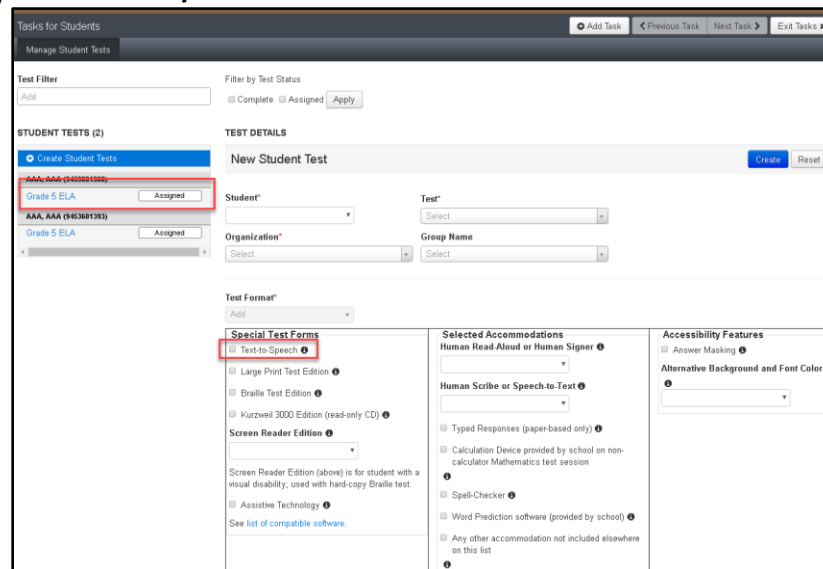 Tasks for Students
Add Task
Previous Task
Next Task
Exit Tasks
Manage Student Tests
Test Filter
Add
Filter by Test Status
Complete
Assigned
Apply
STUDENT TESTS (2)
TEST DETAILS
Create Student Tests
New Student Test
Create
Reset
AAA, AAA
Grade 5 ELA
Assigned
AAA, AAA (9453681393)
Grade 5 ELA
Assigned
Student*
Test*
Select
Organization*
Group Name
Select
Select
Test Format*
Add
Special Test Forms
Text-to-Speech
Large Print Test Edition
Braille Test Edition
Kurzweil 3000 Edition (read-only CD)
Screen Reader Edition
Screen Reader Edition (above) is for student with a
visual disability; used with hard-copy Braille test.
Assistive Technology
See list of compatible software.
Selected Accommodations
Human Read-Aloud or Human Signer
Human Scribe or Speech-to-Text
Typed Responses (paper-based only)
Calculation Device provided by school on non-
calculator Mathematics test session
Spell-Checker
Word Prediction software (provided by school)
Any other accommodation not included elsewhere
on this list
Accessibility Features
Answer Masking
Alternative Background and Font Color